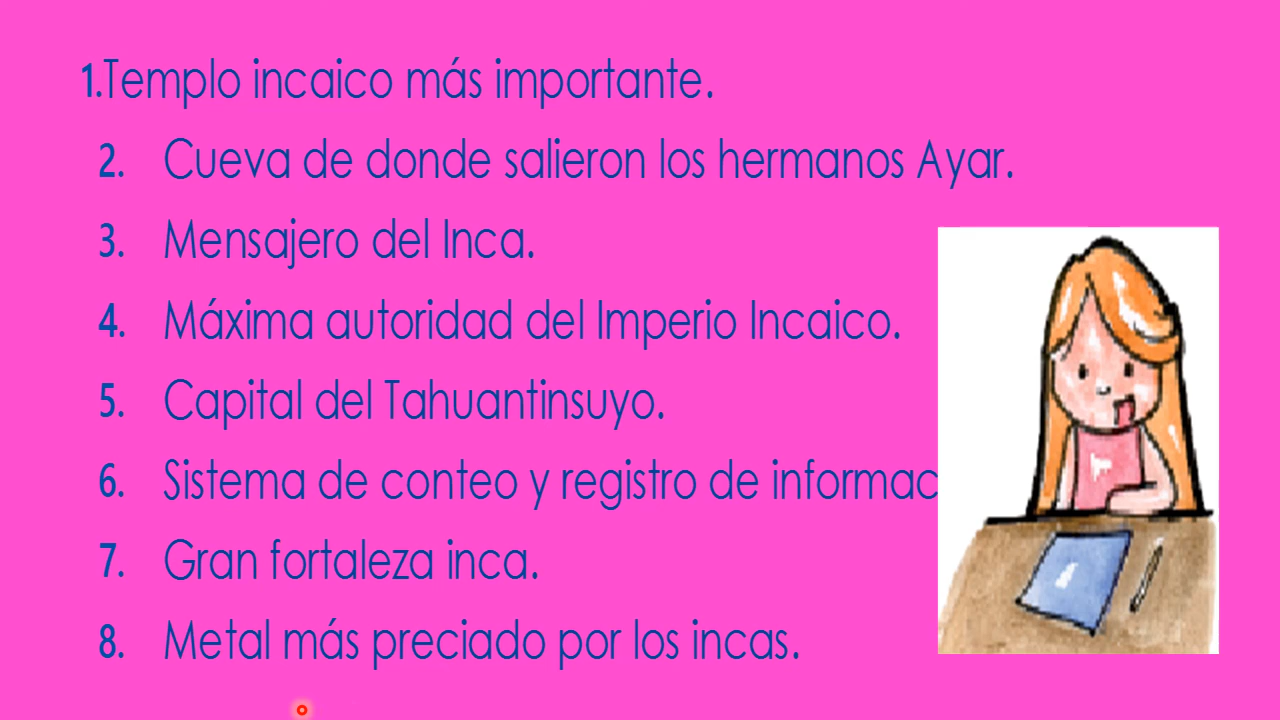 1.Templo incaico más importante.
2. Cueva de donde salieron los hermanos Ayar.
3. Mensajero del Inca.
4. Máxima autoridad del Imperio Incaico.
5. Capital del Tahuantinsuyo.
6. Sistema de conteo y registro de informac
7. Gran fortaleza inca.
8. Metal más preciado por los incas.